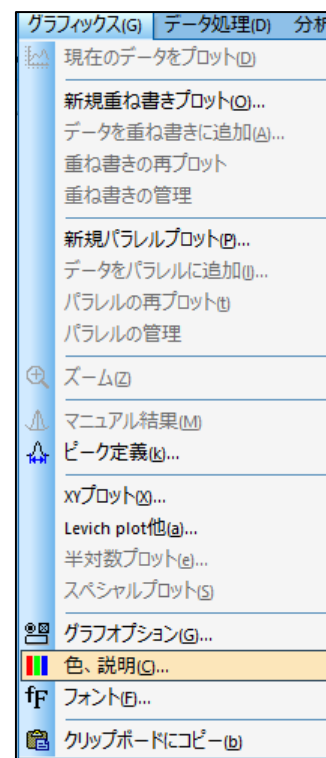 グラフィックス(G) データ処理(D) 分析
現在のデータをプロット(D)
新規重ね書きプロット(O)...
データを重ね書きに追加(A)...
重ね書きの再プロット
重ね書きの管理
新規パラレルプロット(P)...
データをパラレルに追加(I)...
パラレルの再プロット(t)
パラレルの管理
ズーム(Z)
マニュアル結果(M)
ピーク定義(k)...
XYプロット(X)...
Levich plot他(a)...
半対数プロット(e)...
スペシャルプロット(S)
グラフオプション(G)...
色、説明(C)...
フォント(F)...
クリップボードにコピー(b)